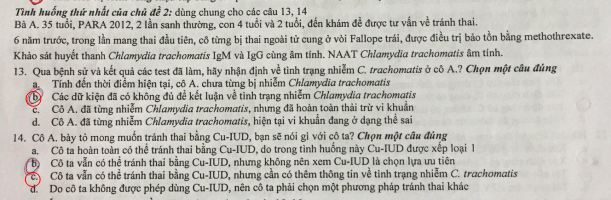 Tình huống thứ nhất của chủ đề 2: dùng chung cho các câu 13, 14
Bà A. 35 tuổi, PARA 2012, 2 lần sanh thường, con 4 tuổi và 2 tuổi, đến khám để được tư vấn về tránh thai.
6 năm trước, trong lần mang thai đầu tiên, cô từng bị thai ngoài tử cung ở vòi Fallope trái, được điều trị bảo tồn bằng methothrexate.
Khảo sát huyết thanh Chlamydia trachomatis IgM và IgG cùng âm tính. NAAT Chlamydia trachomatis âm tính.
13. Qua bệnh sử và kết quả các test đã làm, hãy nhận định về tình trạng nhiễm C. trachomatis ở cô A.? Chọn một câu đúng
a. Tính đến thời điểm hiện tại, cô A. chưa từng bị nhiễm Chlamydia trachomatis
b. Các dữ kiện đã có không đủ để kết luận về tình trạng nhiễm Chlamydia trachomatis
c. Cô A. đã từng nhiễm Chlamydia trachomatis, nhưng đã hoàn toàn thải trừ vi khuẩn
d. Cô A. đã từng nhiễm Chlamydia trachomatis, hiện tại vi khuẩn đang ở dạng thể sai
14. Cô A. bày tỏ mong muốn tránh thai bằng Cu-IUD, bạn sẽ nói gì với cô ta? Chọn một câu đúng
a. Cô ta hoàn toàn có thể tránh thai bằng Cu-IUD, do trong tình huống này Cu-IUD được xếp loại 1
b. Cô ta vẫn có thể tránh thai bằng Cu-IUD, nhưng không nên xem Cu-IUD là chọn lựa ưu tiên
c. Cô ta vẫn có thể tránh thai bằng Cu-IUD, nhưng cần có thêm thông tin về tình trạng nhiễm C. trachomatis
d. Do cô ta không được phép dùng Cu-IUD, nên cô ta phải chọn một phương pháp tránh thai khác